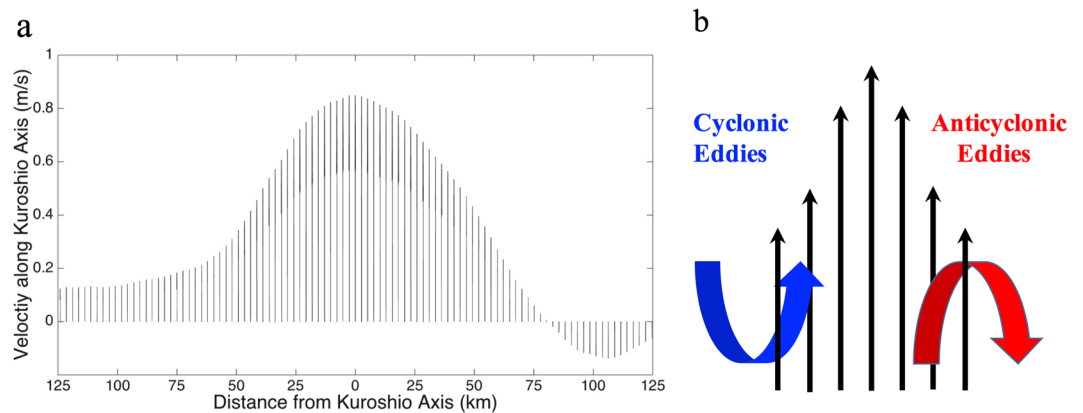 a
Veloctiy along Kuroshio Axis (m/s)
1
0.8
0.6
0.4
0.2
0
125 100 75 50 25 0 25 50 75 100 125
Distance from Kuroshio Axis (km)
b
Cyclonic
Eddies
Anticyclonic
Eddies